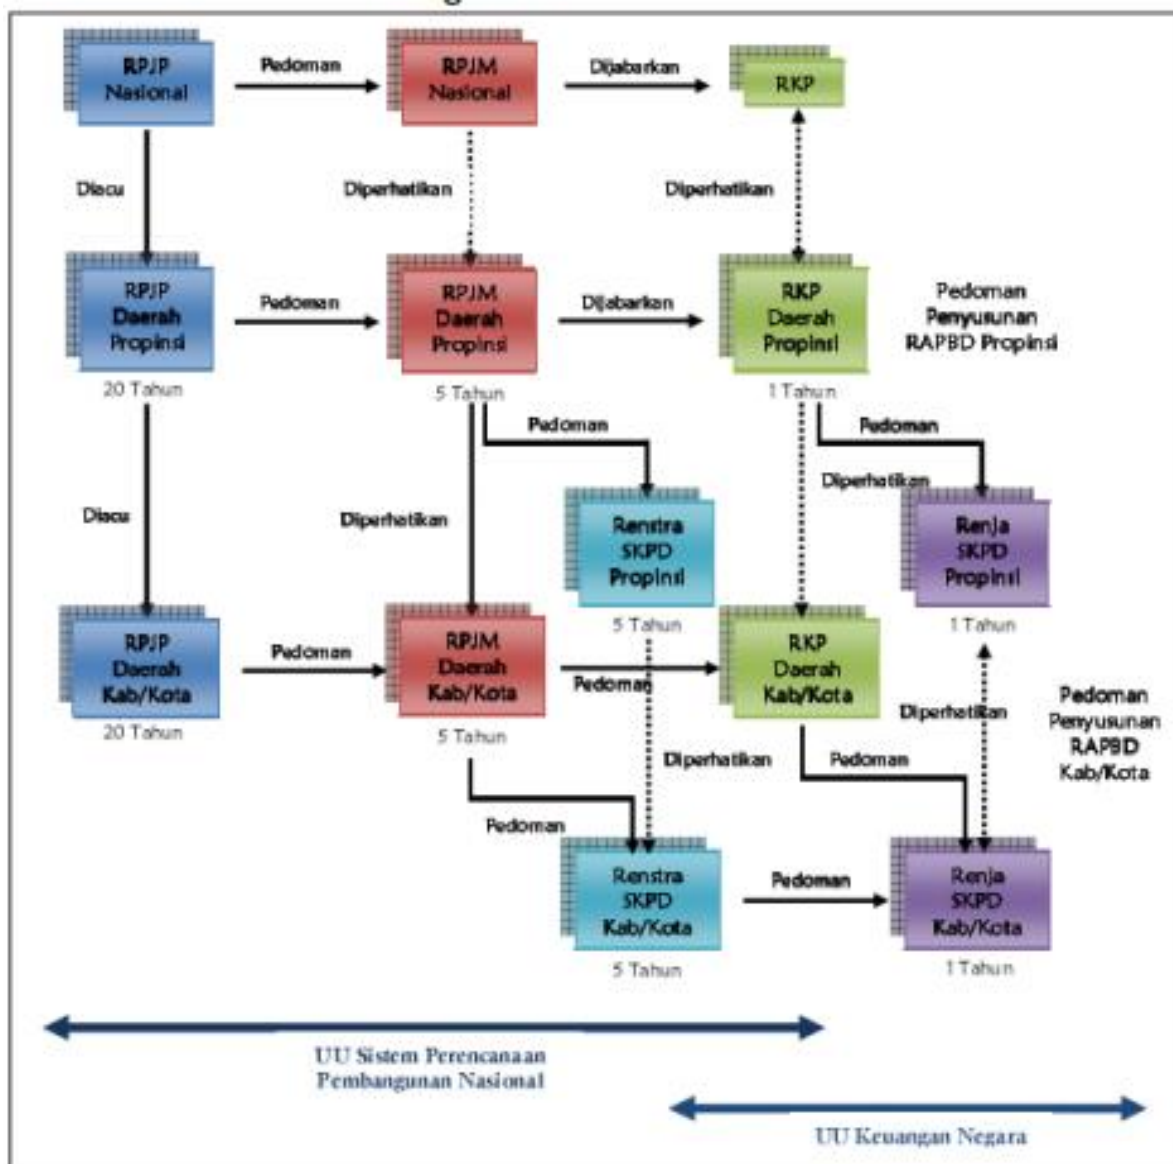 RPJP
Nasional
Pedoman
RPJM
Nasional
Dijabarkan
RKP
Diacu
Diperhatikan
Diperhatikan
RPJP
Daerah
Propinsi
20 Tahun
Pedoman
RPJM
Daerah
Propinsi
5 Tahun
Dijabarkan
RKP
Daerah
Propinsi
1 Tahun
Pedoman
Penyusunan
RAPBD Propinsi
Pedoman
Pedoman
Diacu
Diperhatikan
Diperhatikan
Renstra
SKPD
Propinsi
5 Tahun
Renja
SKPD
Propinsi
1 Tahun
RPJP
Daerah
Kab/Kota
20 Tahun
Pedoman
RPJM
Daerah
Kab/Kota
5 Tahun
Pedoman
RKP
Daerah
Kab/Kota
Diperhatikan
Pedoman
Penyusunan
RAPBD
Kab/Kota
Diperhatikan
Pedoman
Pedoman
Renstra
SKPD
Kab/Kota
5 Tahun
Pedoman
Renja
SKPD
Kab/Kota
1 Tahun
UU Sistem Perencanaan
Pembangunan Nasional
UU Keuangan Negara